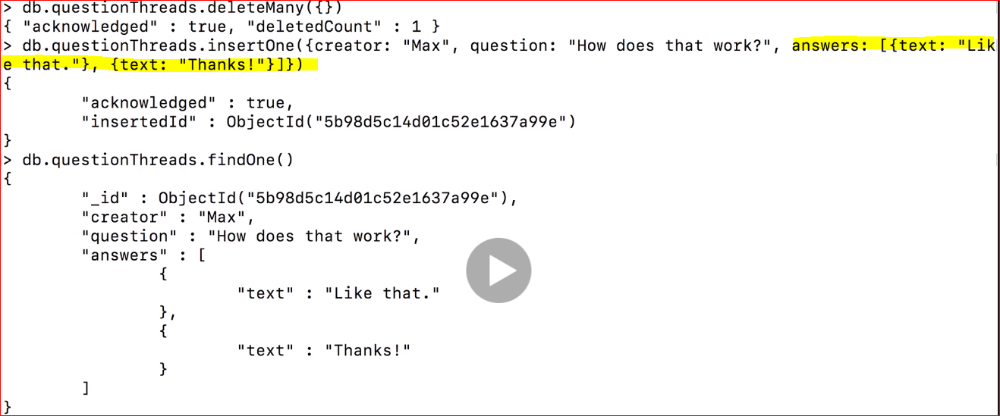 > db.questionThreads.deleteMany({})
{ "acknowledged" : true, "deletedCount" : 1 }
> db.questionThreads.insertOne({creator: "Max", question: "How does that work?", answers: [{text: "Lik
e that."}, {text: "Thanks!"}]})
{
        "acknowledged" : true,
        "insertedId" : ObjectId("5b98d5c14d01c52e1637a99e")
}
> db.questionThreads.findOne()
{
        "_id" : ObjectId("5b98d5c14d01c52e1637a99e"),
        "creator" : "Max",
        "question" : "How does that work?",
        "answers" : [
                {
                        "text" : "Like that."
                },
                {
                        "text" : "Thanks!"
                }
        ]
}